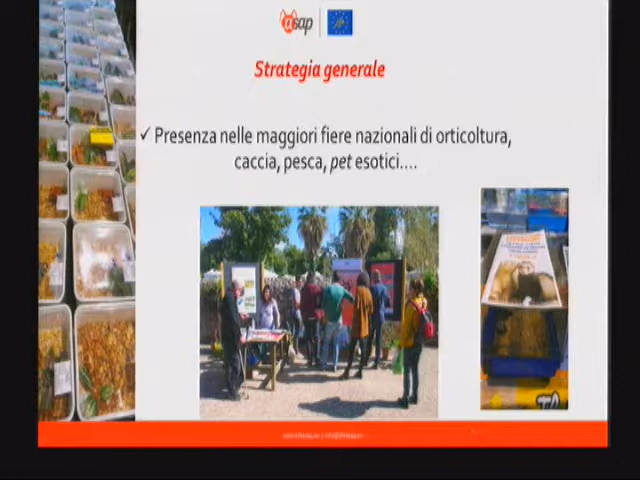 asap
Strategia generale
✓ Presenza nelle maggiori fiere nazionali di orticoltura,
caccia, pesca, pet esotici....